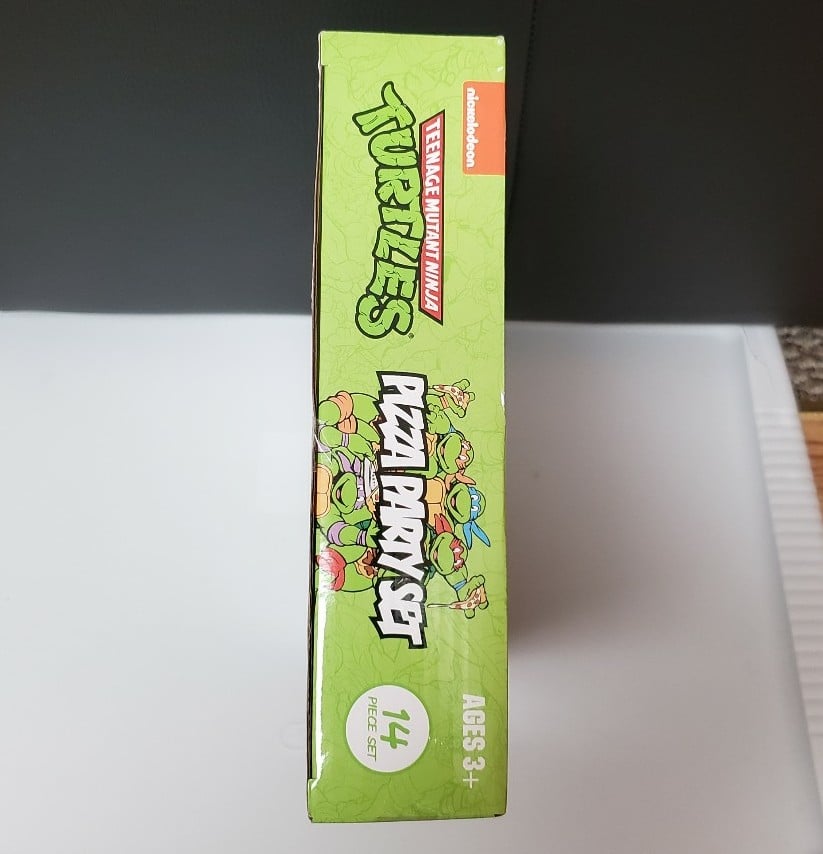 nickelodeon
TEENAGE MUTANT NINJA
TURTLES®
PIZZA PARTY SET
AGES 3+
14
PIECE SET